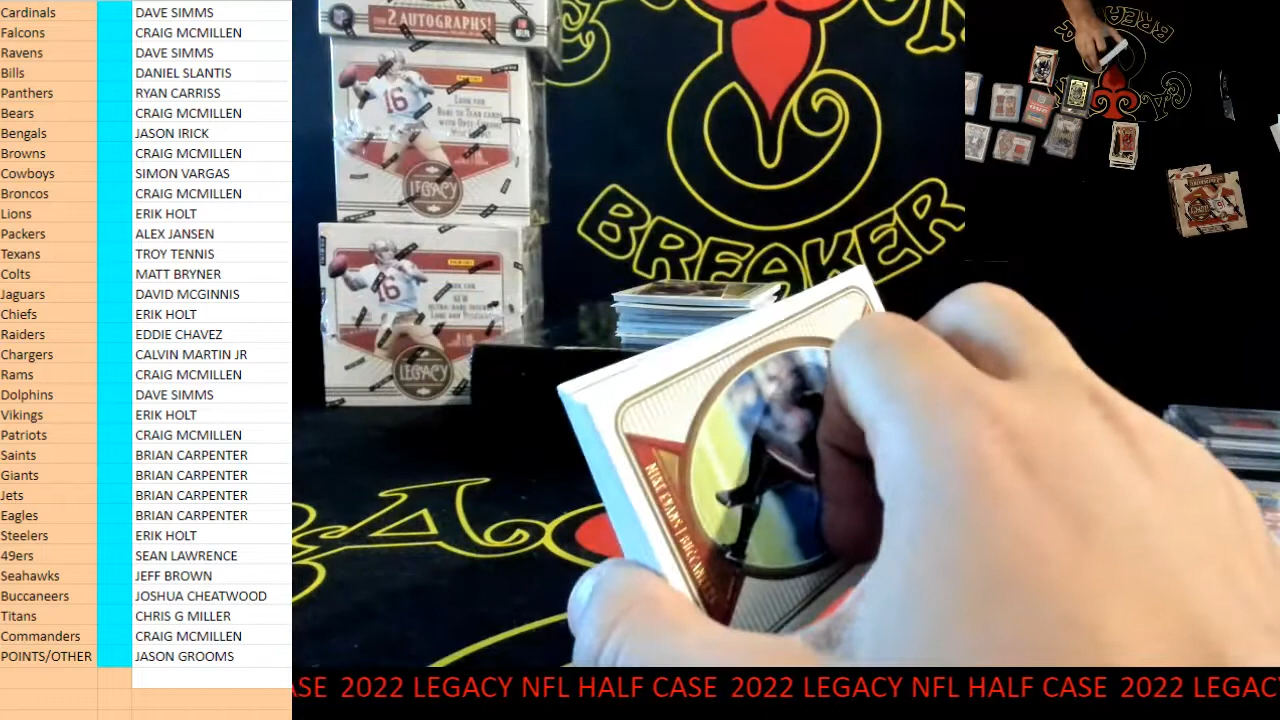 Cardinals DAVE SIMMS
Falcons CRAIG MCMILLEN
Ravens DAVE SIMMS
Bills DANIEL SLANTIS
Panthers RYAN CARRISS
Bears CRAIG MCMILLEN
Bengals JASON IRICK
Browns CRAIG MCMILLEN
Cowboys SIMON VARGAS
Broncos CRAIG MCMILLEN
Lions ERIK HOLT
Packers ALEX JANSEN
Texans TROY TENNIS
Colts MATT BRYNER
Jaguars DAVID MCGINNIS
Chiefs ERIK HOLT
Raiders EDDIE CHAVEZ
Chargers CALVIN MARTIN JR
Rams CRAIG MCMILLEN
Dolphins DAVE SIMMS
Vikings ERIK HOLT
Patriots CRAIG MCMILLEN
Saints BRIAN CARPENTER
Giants BRIAN CARPENTER
Jets BRIAN CARPENTER
Eagles BRIAN CARPENTER
Steelers ERIK HOLT
49ers SEAN LAWRENCE
Seahawks JEFF BROWN
Buccaneers JOSHUA CHEATWOOD
Titans CHRIS G MILLER
Commanders CRAIG MCMILLEN
POINTS/OTHER JASON GROOMS
2 AUTOGRAPHS!
16
LEGACY
16
LEGACY
BREAKER
MIKE EVANS | BUCCANEERS
ASE 2022 LEGACY NFL HALF CASE 2022 LEGACY NFL HALF CASE 2022 LEGAC